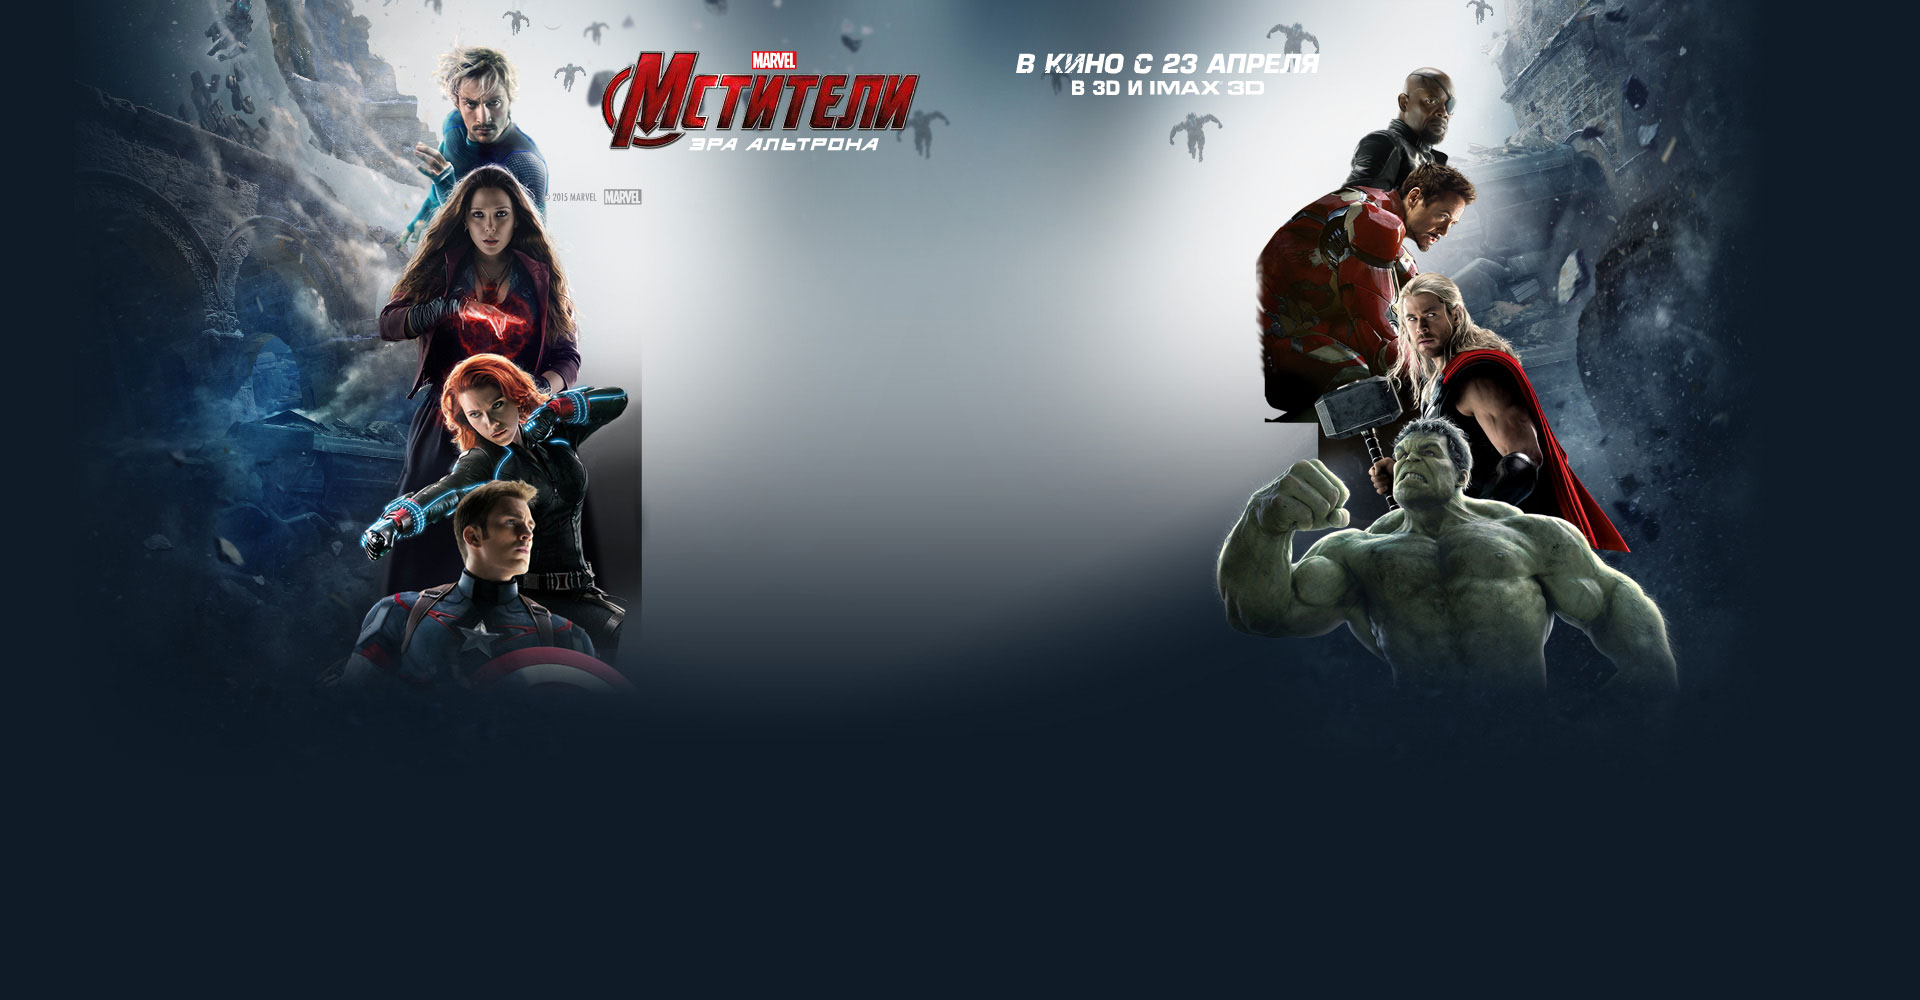 MARVEL
МСТИТЕЛИ
ЭРА АЛЬТРОНА
В КИНО С 23 АПРЕЛЯ
В 3D И IMAX 3D
© 2015 MARVEL MARVEL